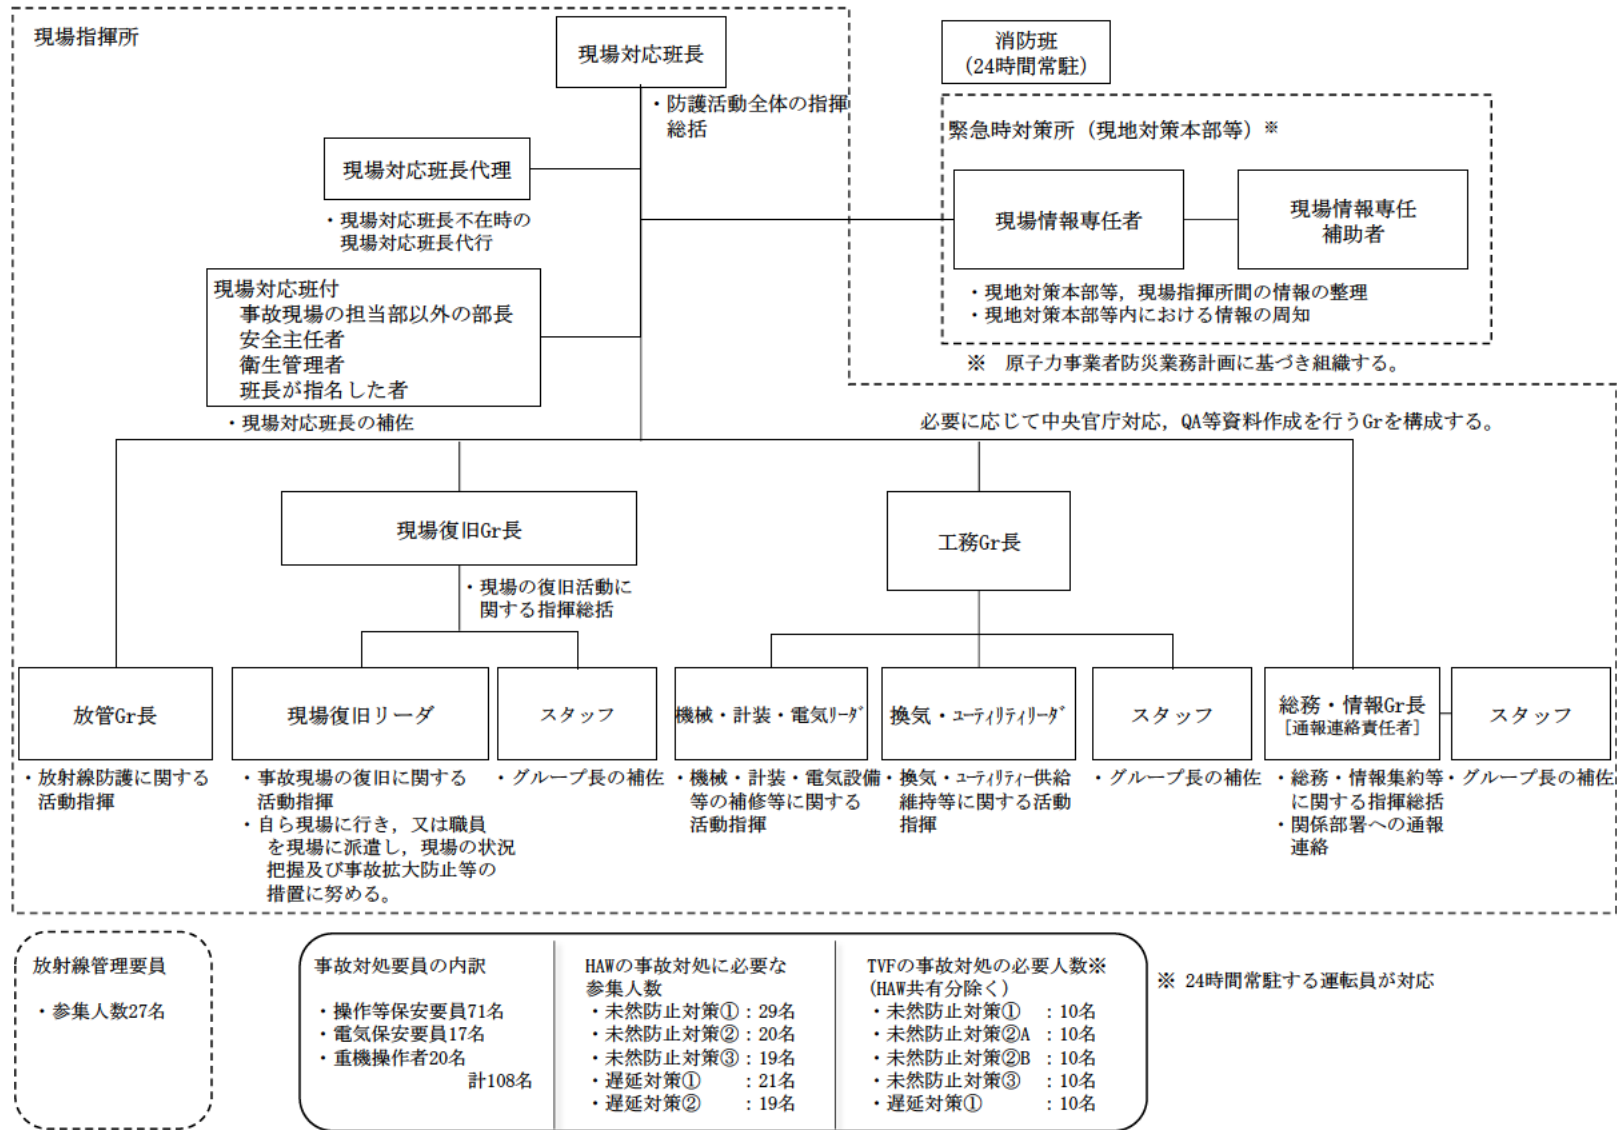 現場指揮所
現場対応班長
・防護活動全体の指揮
総括
消防班
(24時間常駐)
現場対応班長代理
・現場対応班長不在時の
現場対応班長代行
緊急時対策所（現地対策本部等）※
現場情報専任者
現場情報専任
補助者
・現地対策本部等，現場指揮所間の情報の整理
・現地対策本部等内における情報の周知
※　原子力事業者防災業務計画に基づき組織する。
現場対応班付
事故現場の担当部以外の部長
安全主任者
衛生管理者
班長が指名した者
・現場対応班長の補佐
必要に応じて中央官庁対応，QA等資料作成を行うGrを構成する。
現場復旧Gr長
・現場の復旧活動に
関する指揮総括
工務Gr長
放管Gr長
・放射線防護に関する
活動指揮
現場復旧リーダ
・事故現場の復旧に関する
活動指揮
・自ら現場に行き，又は職員
を現場に派遣し，現場の状況
把握及び事故拡大防止等の
措置に努める。
スタッフ
・グループ長の補佐
機械・計装・電気ﾘｰﾀﾞ
・機械・計装・電気設備
等の補修等に関する
活動指揮
換気・ﾕｰﾃｨﾘﾃｨﾘｰﾀﾞ
・換気・ﾕｰﾃｨﾘﾃｨｰ供給
維持等に関する活動
指揮
スタッフ
・グループ長の補佐
総務・情報Gr長
［通報連絡責任者］
・総務・情報集約等
に関する指揮総括
・関係部署への通報
連絡
スタッフ
・グループ長の補佐
放射線管理要員
・参集人数27名
事故対処要員の内訳
・操作等保安要員71名
・電気保安要員17名
・重機操作者20名
計108名
HAWの事故対処に必要な
参集人数
・未然防止対策①：29名
・未然防止対策②：20名
・未然防止対策③：19名
・遅延対策①　　：21名
・遅延対策②　　：19名
TVFの事故対処の必要人数※
(HAW共有分除く)
・未然防止対策①　：10名
・未然防止対策②A ：10名
・未然防止対策②B ：10名
・未然防止対策③　：10名
・遅延対策①　　　：10名
※ 24時間常駐する運転員が対応